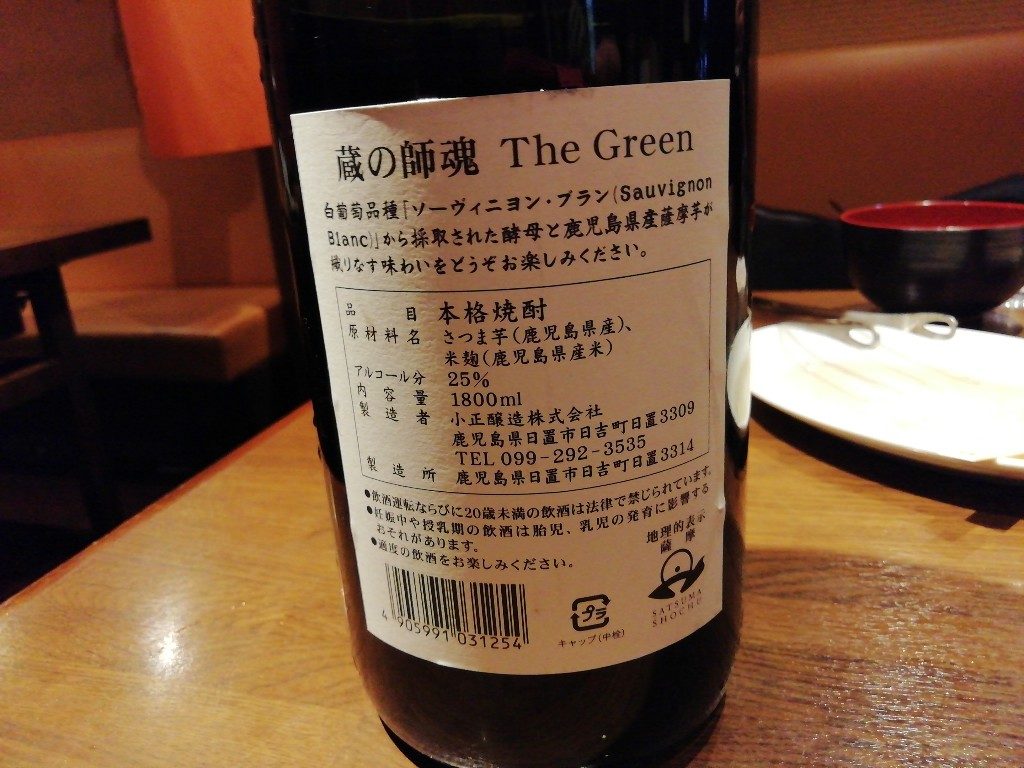 蔵の師魂 The Green
白葡萄品種「ソーヴィニヨン・ブラン(Sauvignon
Blanc)」から採取された酵母と鹿児島県産薩摩芋が
織りなす味わいをどうぞお楽しみください。
品目 本格焼酎
原材料名 さつま芋(鹿児島県産)、
米麹(鹿児島県産米)
アルコール分 25%
内容量 1800ml
製造者 小正醸造株式会社
鹿児島県日置市日吉町日置3309
TEL 099-292-3535
製造所 鹿児島県日置市日吉町日置3314
●飲酒運転ならびに20歳未満の飲酒は法律で禁じられています。
●妊娠中や授乳期の飲酒は胎児、乳児の発育に影響する
おそれがあります。
●適度の飲酒をお楽しみください。
地理的表示
薩摩
SATSUMA
SHOCHU
プラ
キャップ(中栓)
4 905991 031254